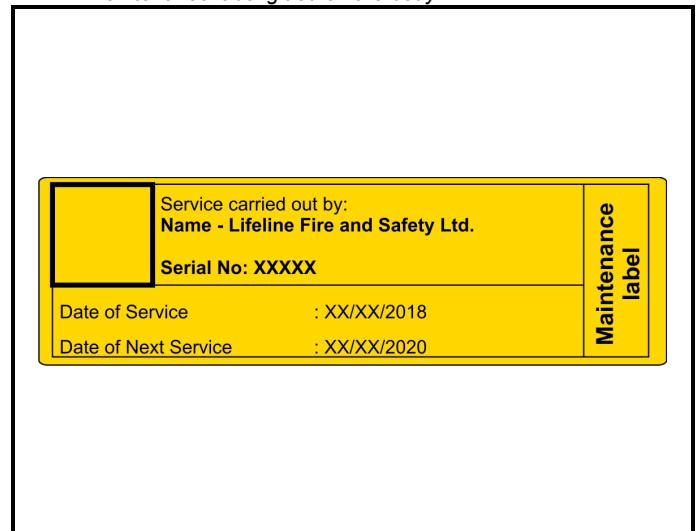 Service carried out by:
Name - Lifeline Fire and Safety Ltd.
Serial No: XXXXX
Maintenance
label
Date of Service : XX/XX/2018
Date of Next Service : XX/XX/2020